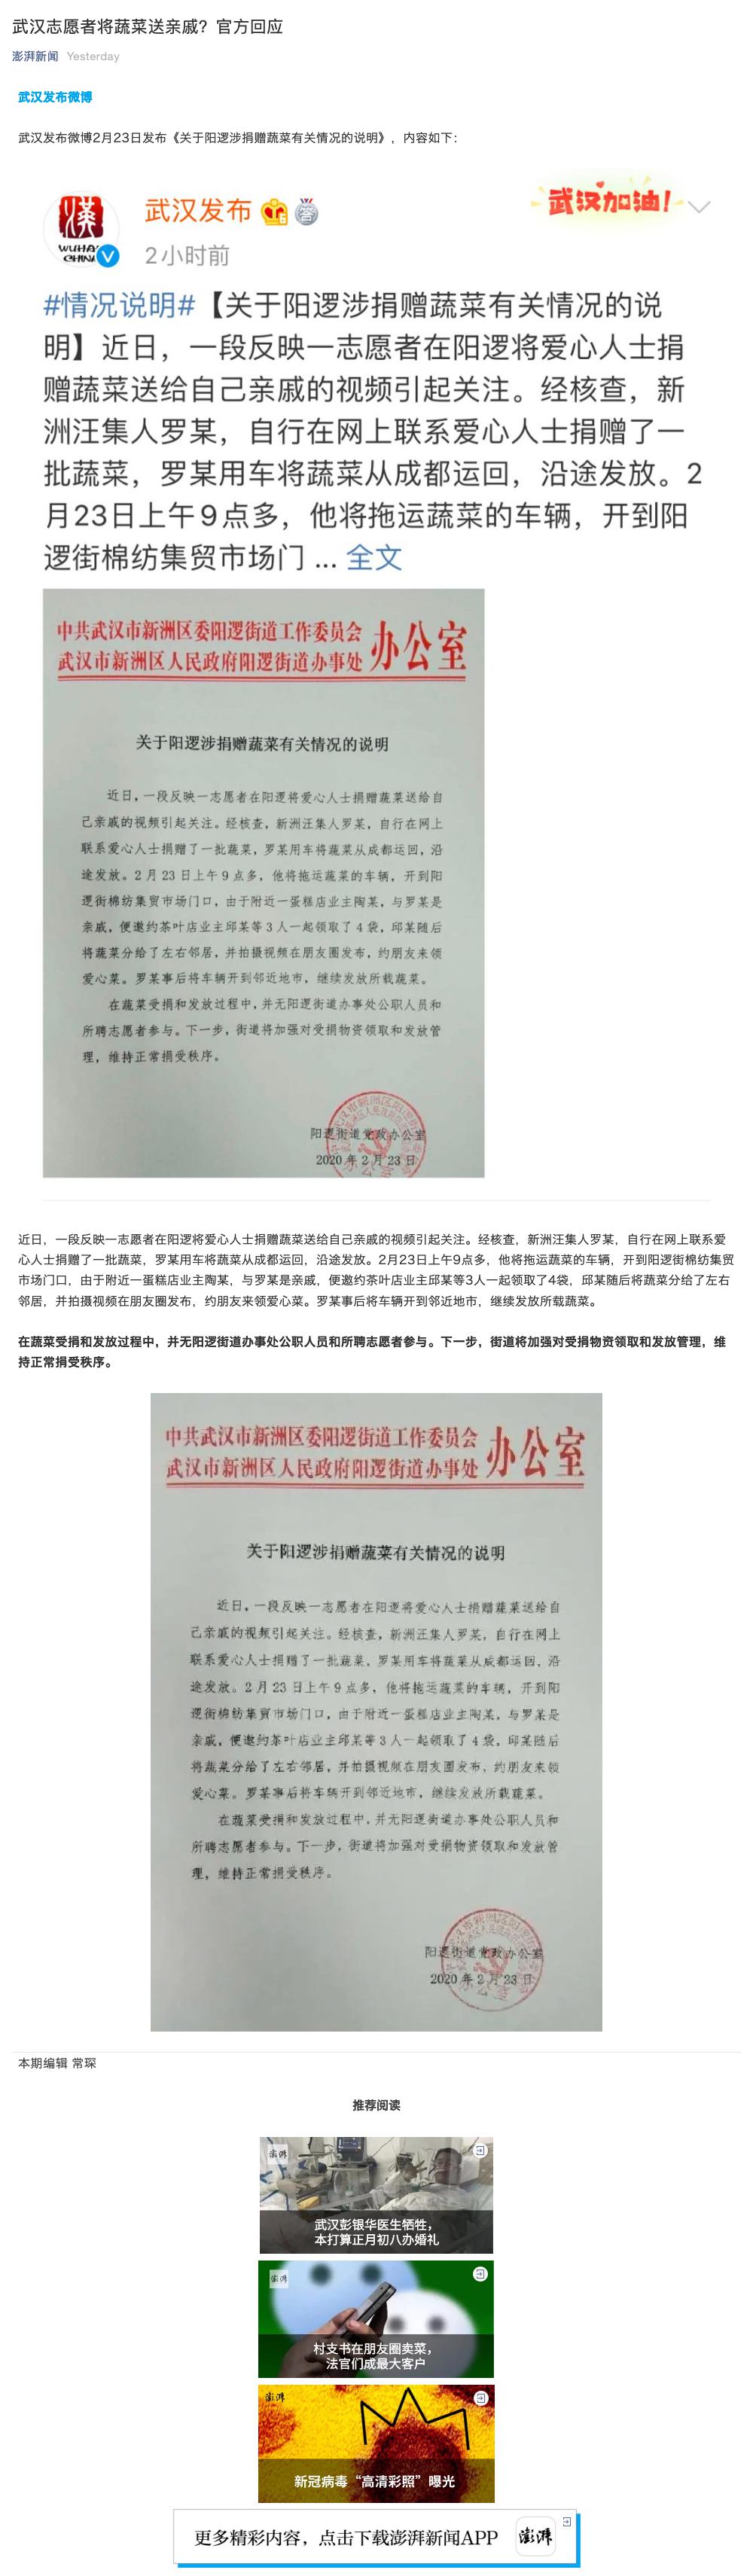 武汉志愿者将蔬菜送亲戚？官方回应
澎湃新闻 Yesterday
武汉发布微博
武汉发布微博2月23日发布《关于阳逻涉捐赠蔬菜有关情况的说明》，内容如下：
武汉发布
武汉加油！
WUHAN
CHINA
2小时前
#情况说明#【关于阳逻涉捐赠蔬菜有关情况的说
明】近日，一段反映一志愿者在阳逻将爱心人士捐
赠蔬菜送给自己亲戚的视频引起关注。经核查，新
洲汪集人罗某，自行在网上联系爱心人士捐赠了一
批蔬菜，罗某用车将蔬菜从成都运回，沿途发放。2
月23日上午9点多，他将拖运蔬菜的车辆，开到阳
逻街棉纺集贸市场门 ... 全文
中共武汉市新洲区委阳逻街道工作委员会
武汉市新洲区人民政府阳逻街道办事处
办公室
关于阳逻涉捐赠蔬菜有关情况的说明
近日，一段反映一志愿者在阳逻将爱心人士捐赠蔬菜送给自
己亲戚的视频引起关注。经核查，新洲汪集人罗某，自行在网上
联系爱心人士捐赠了一批蔬菜，罗某用车将蔬菜从成都运回，沿
途发放。2月23日上午9点多，他将拖运蔬菜的车辆，开到阳
逻街棉纺集贸市场门口，由于附近一蛋糕店业主陶某，与罗某是
亲戚，便邀约茶叶店业主邱某等3人一起领取了4袋，邱某随后
将蔬菜分给了左右邻居，并拍摄视频在朋友圈发布，约朋友来领
爱心菜。罗某事后将车辆开到邻近地市，继续发放所载蔬菜。
在蔬菜受捐和发放过程中，并无阳逻街道办事处公职人员和
所聘志愿者参与。下一步，街道将加强对受捐物资领取和发放管
理，维持正常捐受秩序。
阳逻街道党政办公室
2020年2月23日
近日，一段反映一志愿者在阳逻将爱心人士捐赠蔬菜送给自己亲戚的视频引起关注。经核查，新洲汪集人罗某，自行在网上联系爱
心人士捐赠了一批蔬菜，罗某用车将蔬菜从成都运回，沿途发放。2月23日上午9点多，他将拖运蔬菜的车辆，开到阳逻街棉纺集贸
市场门口，由于附近一蛋糕店业主陶某，与罗某是亲戚，便邀约茶叶店业主邱某等3人一起领取了4袋，邱某随后将蔬菜分给了左右
邻居，并拍摄视频在朋友圈发布，约朋友来领爱心菜。罗某事后将车辆开到邻近地市，继续发放所载蔬菜。
在蔬菜受捐和发放过程中，并无阳逻街道办事处公职人员和所聘志愿者参与。下一步，街道将加强对受捐物资领取和发放管理，维
持正常捐受秩序。
中共武汉市新洲区委阳逻街道工作委员会
武汉市新洲区人民政府阳逻街道办事处
办公室
关于阳逻涉捐赠蔬菜有关情况的说明
近日，一段反映一志愿者在阳逻将爱心人士捐赠蔬菜送给自
己亲戚的视频引起关注。经核查，新洲汪集人罗某，自行在网上
联系爱心人士捐赠了一批蔬菜，罗某用车将蔬菜从成都运回，沿
途发放。2月23日上午9点多，他将拖运蔬菜的车辆，开到阳
逻街棉纺集贸市场门口，由于附近一蛋糕店业主陶某，与罗某是
亲戚，便邀约茶叶店业主邱某等3人一起领取了4袋，邱某随后
将蔬菜分给了左右邻居，并拍摄视频在朋友圈发布，约朋友来领
爱心菜。罗某事后将车辆开到邻近地市，继续发放所载蔬菜。
在蔬菜受捐和发放过程中，并无阳逻街道办事处公职人员和
所聘志愿者参与。下一步，街道将加强对受捐物资领取和发放管
理，维持正常捐受秩序。
阳逻街道党政办公室
2020年2月23日
本期编辑 常琛
推荐阅读
澎湃
武汉彭银华医生牺牲，
本打算正月初八办婚礼
澎湃
村支书在朋友圈卖菜，
法官们成最大客户
澎湃
新冠病毒“高清彩照”曝光
更多精彩内容，点击下载澎湃新闻APP
澎湃